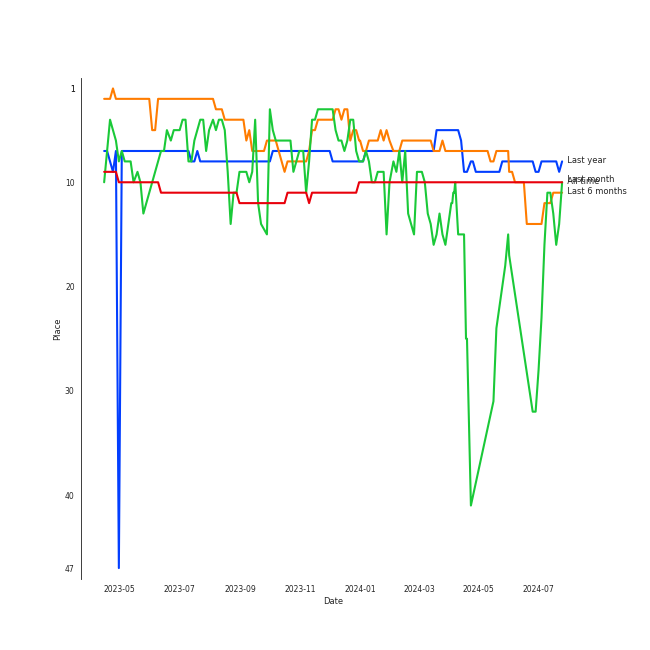 1
10
20
30
40
47
Place
2023-05 2023-07 2023-09 2023-11 2024-01 2024-03 2024-05 2024-07
Date
Last year
Last month
All time
Last 6 months